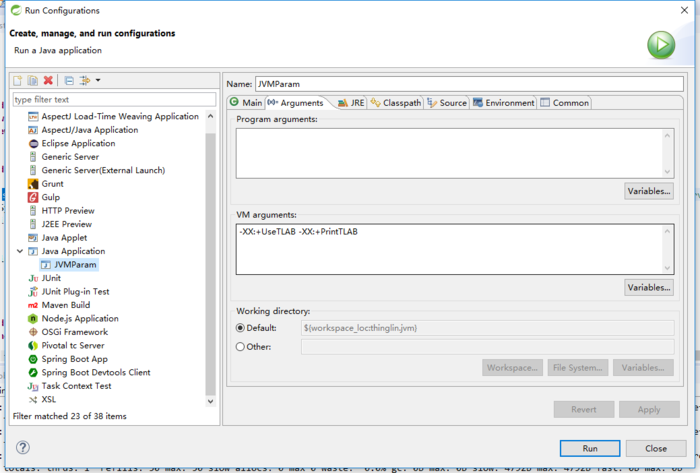 Run Configurations
Create, manage, and run configurations
Run a Java application
type filter text
AspectJ Load-Time Weaving Application
AspectJ/Java Application
Eclipse Application
Generic Server
Generic Server(External Launch)
Grunt
Gulp
HTTP Preview
J2EE Preview
Java Applet
Java Application
JVMParam
JUnit
JUnit Plug-in Test
Maven Build
Node.js Application
OSGi Framework
Pivotal tc Server
Spring Boot App
Spring Boot Devtools Client
Task Context Test
XSL
Filter matched 23 of 38 items
Name: JVMParam
Main Arguments JRE Classpath Source Environment Common
Program arguments:
Variables...
VM arguments:
-XX:+UseTLAB -XX:+PrintTLAB
Variables...
Working directory:
Default: ${workspace_loc:thinglin.jvm}
Other:
Workspace... File System... Variables...
Revert Apply
Run Close